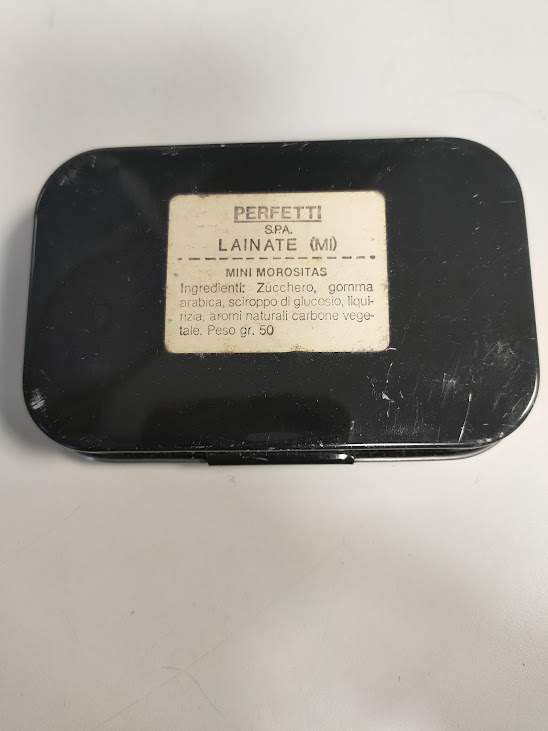 PERFETTI
S.P.A.
LAINATE (MI)
MINI MOROSITAS
Ingredienti: Zucchero, gomma
arabica, sciroppo di glucosio, liqui-
rizia, aromi naturali carbone vege-
tale. Peso gr. 50